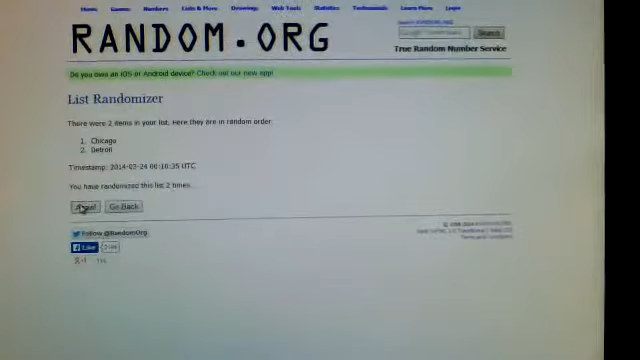 Home Games Numbers Lists & More Drawings Web Tools Statistics Testimonials Learn More Login
RANDOM.ORG
Search
True Random Number Service
Do you own an iOS or Android device? Check out our new app!
List Randomizer
There were 2 items in your list. Here they are in random order:
1. Chicago
2. Detroit
Timestamp: 2014-03-24 00:16:35 UTC
You have randomized this list 2 times.
Again! Go Back
Follow @RandomOrg
Like